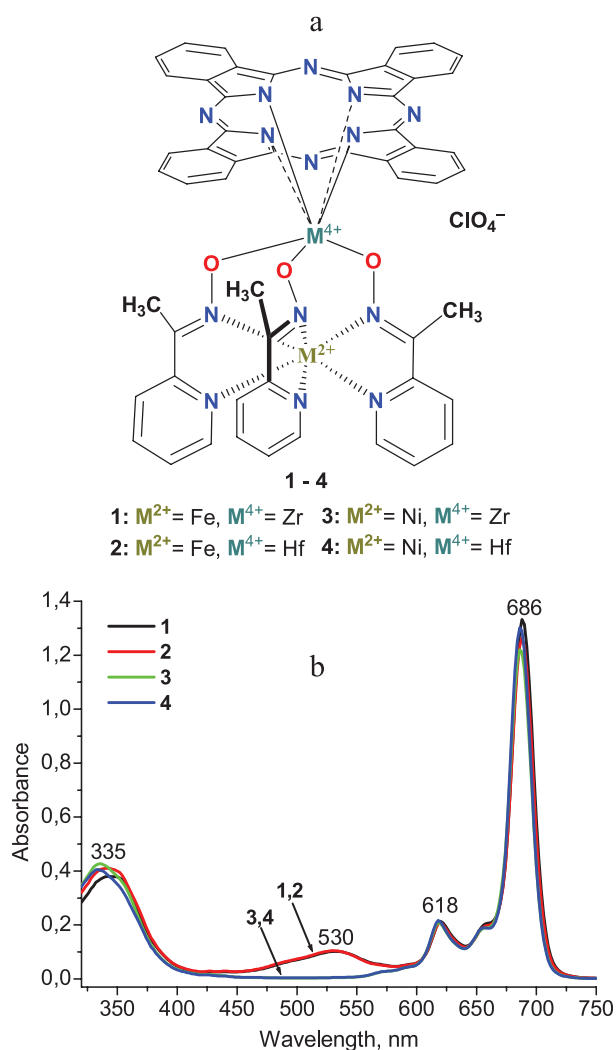 a
N
N
N
N
N
N
N
N
M4+
ClO4−
O
O
O
H3C
H3C
CH3
N
N
N
M2+
N
N
N
1 - 4
1: M2+= Fe, M4+= Zr 3: M2+= Ni, M4+= Zr
2: M2+= Fe, M4+= Hf 4: M2+= Ni, M4+= Hf
1,4
1,2
1,0
0,8
0,6
0,4
0,2
0,0
Absorbance
1
2
3
4
b
686
335
1,2
3,4
530
618
350 400 450 500 550 600 650 700 750
Wavelength, nm